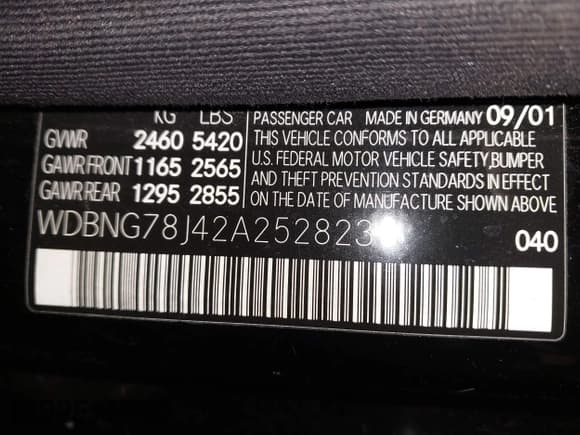 KG LBS
GVWR 2460 5420
GAWR FRONT 1165 2565
GAWR REAR 1295 2855
PASSENGER CAR MADE IN GERMANY 09/01
THIS VEHICLE CONFORMS TO ALL APPLICABLE
U.S. FEDERAL MOTOR VEHICLE SAFETY,BUMPER
AND THEFT PREVENTION STANDARDS IN EFFECT
ON THE DATE OF MANUFACTURE SHOWN ABOVE
WDBNG78J42A252823
040